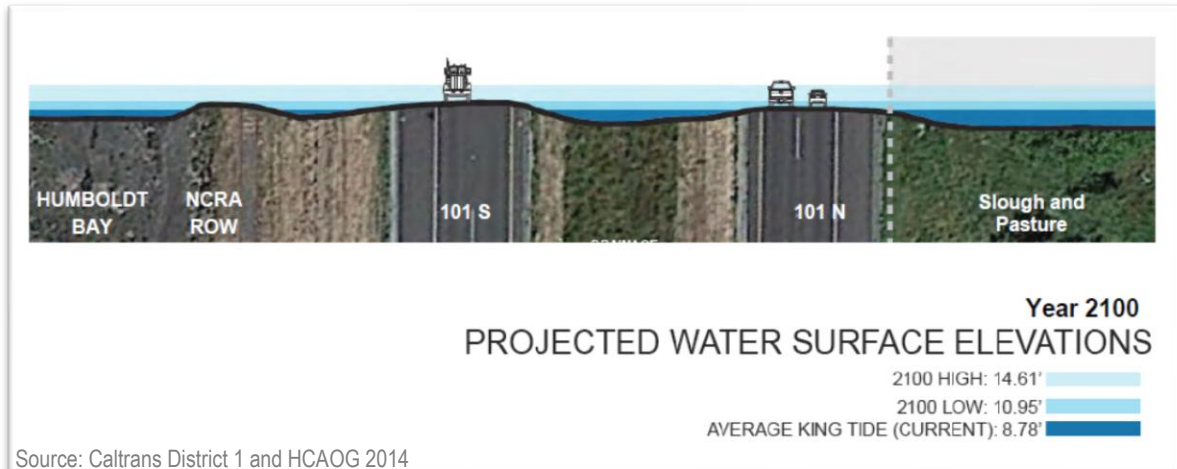 HUMBOLDT
BAY
NCRA
ROW
101 S
101 N
Slough and
Pasture
Year 2100
PROJECTED WATER SURFACE ELEVATIONS
2100 HIGH: 14.61'
2100 LOW: 10.95'
AVERAGE KING TIDE (CURRENT): 8.78'
Source: Caltrans District 1 and HCAOG 2014